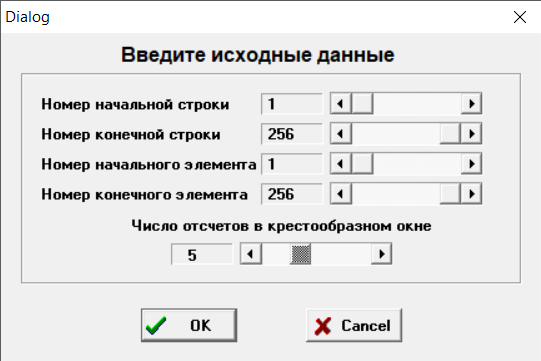 Dialog
Введите исходные данные
Номер начальной строки 1
Номер конечной строки 256
Номер начального элемента 1
Номер конечного элемента 256
Число отсчетов в крестообразном окне
5
OK Cancel